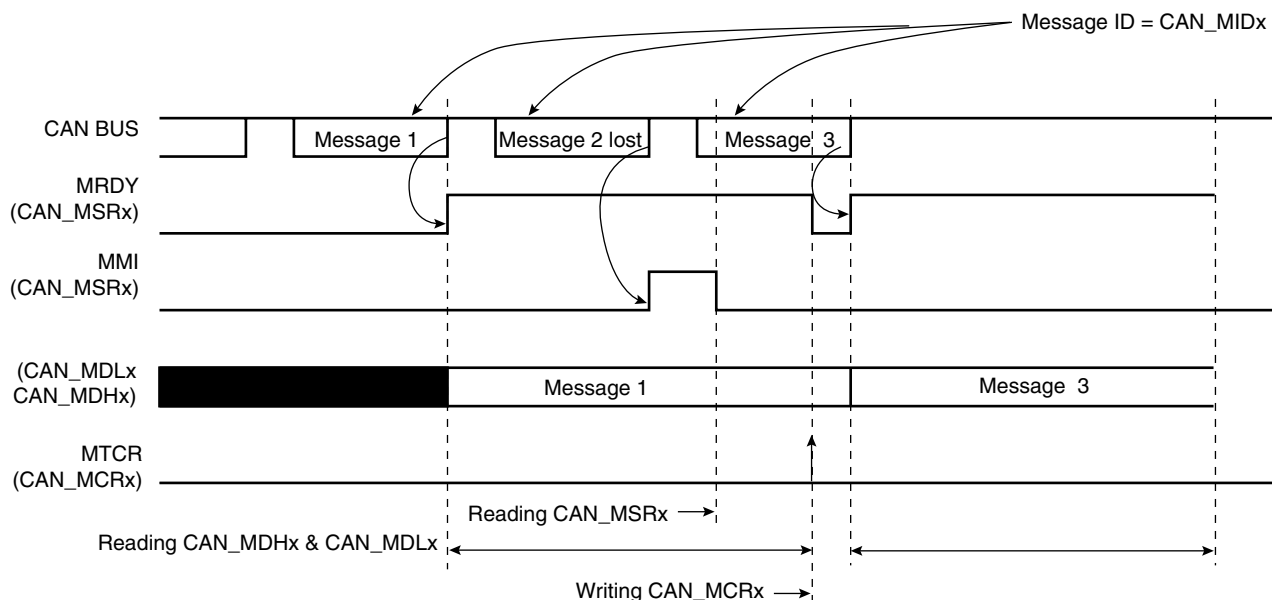 Message ID = CAN_MIDx
CAN BUS
Message 1
Message 2 lost
Message 3
MRDY
(CAN_MSRx)
MMI
(CAN_MSRx)
(CAN_MDLx
CAN_MDHx)
Message 1
Message 3
MTCR
(CAN_MCRx)
Reading CAN_MSRx
Reading CAN_MDHx & CAN_MDLx
Writing CAN_MCRx